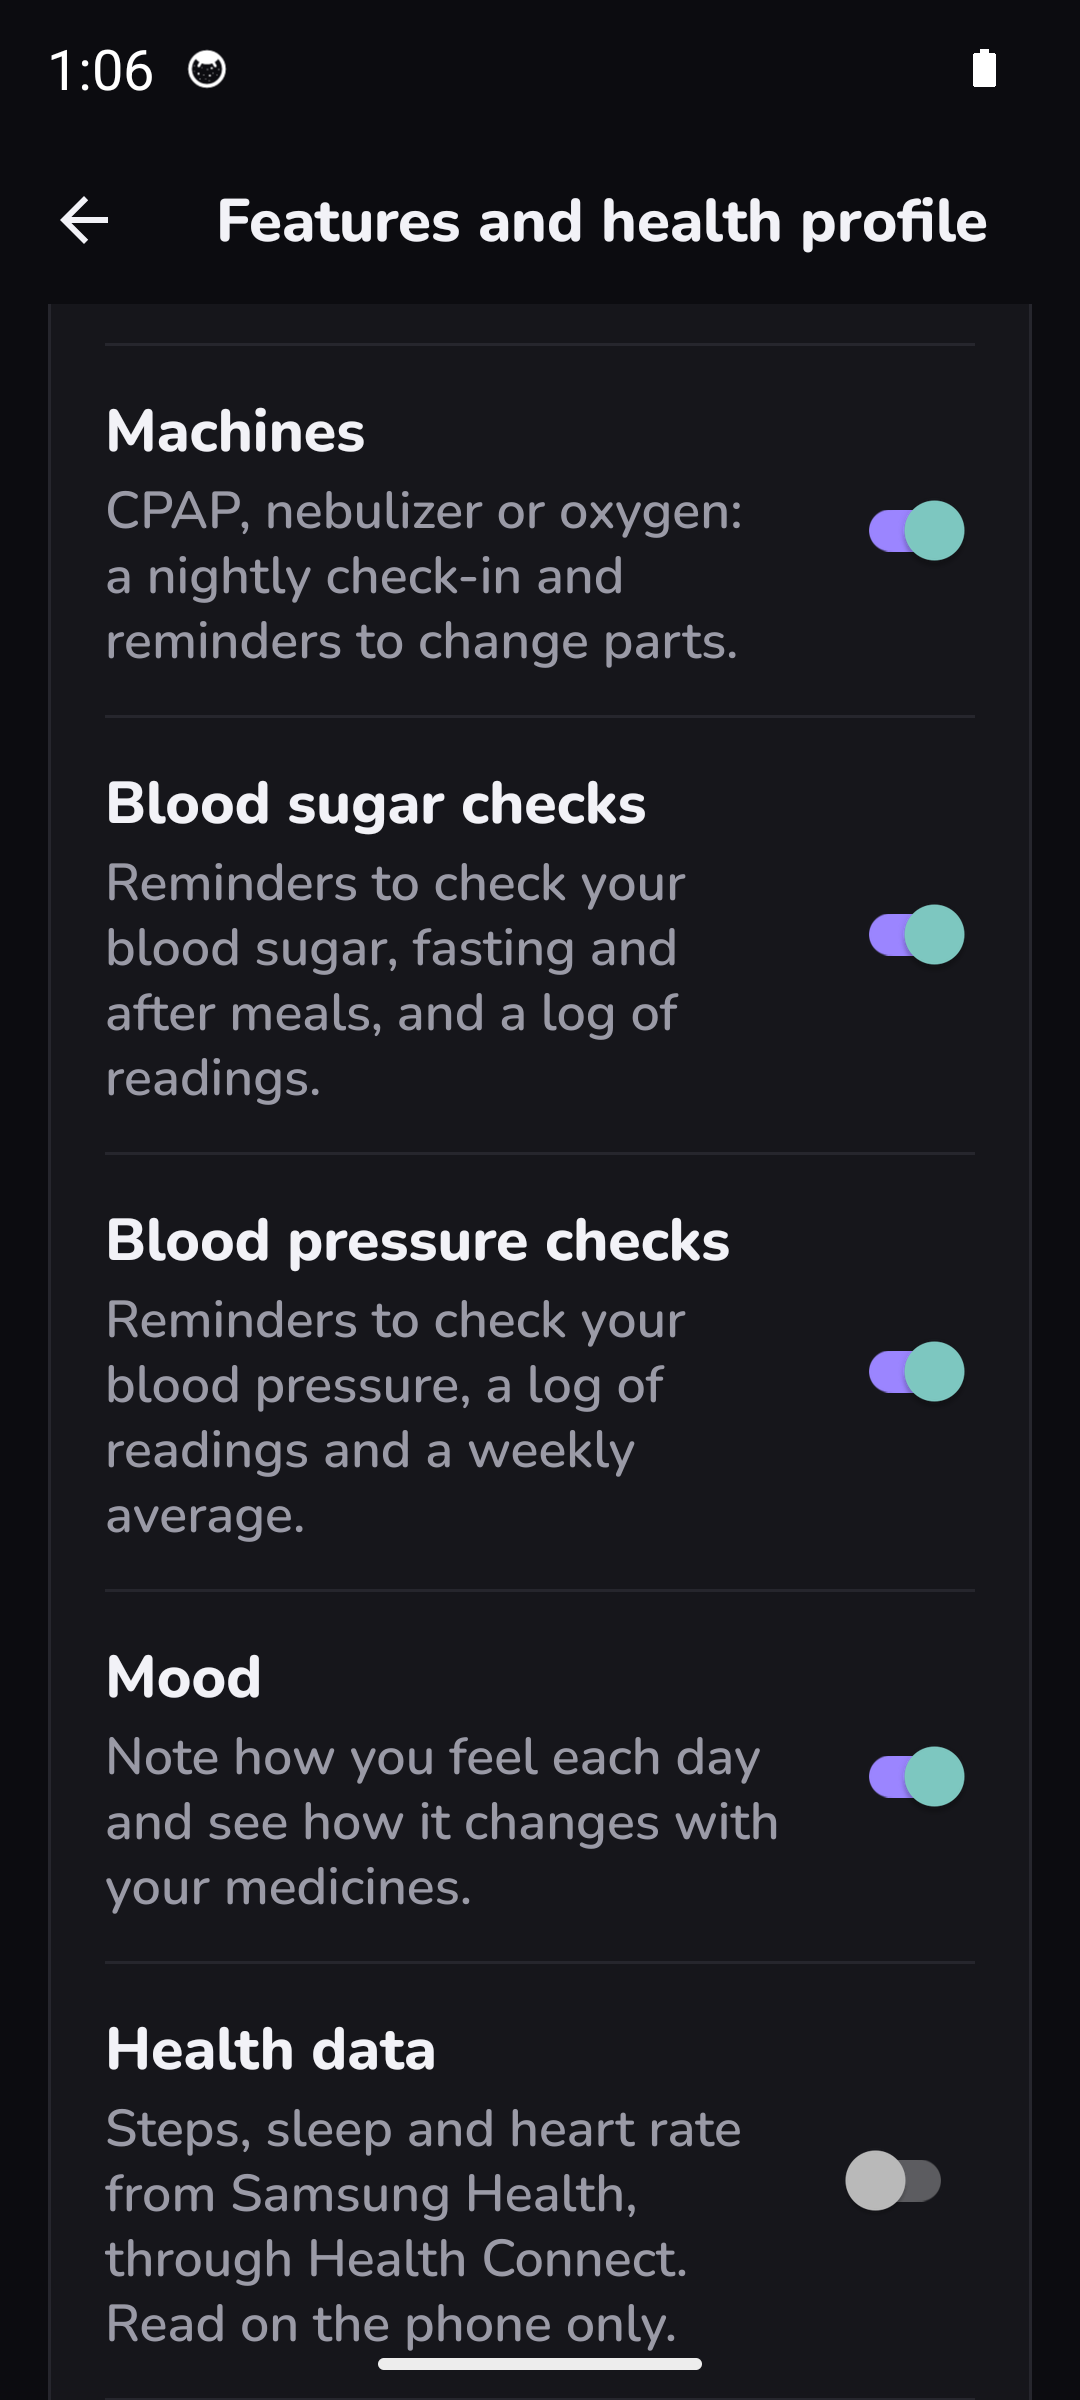 1:06
Features and health profile
Machines
CPAP, nebulizer or oxygen:
a nightly check-in and
reminders to change parts.
Blood sugar checks
Reminders to check your
blood sugar, fasting and
after meals, and a log of
readings.
Blood pressure checks
Reminders to check your
blood pressure, a log of
readings and a weekly
average.
Mood
Note how you feel each day
and see how it changes with
your medicines.
Health data
Steps, sleep and heart rate
from Samsung Health,
through Health Connect.
Read on the phone only.